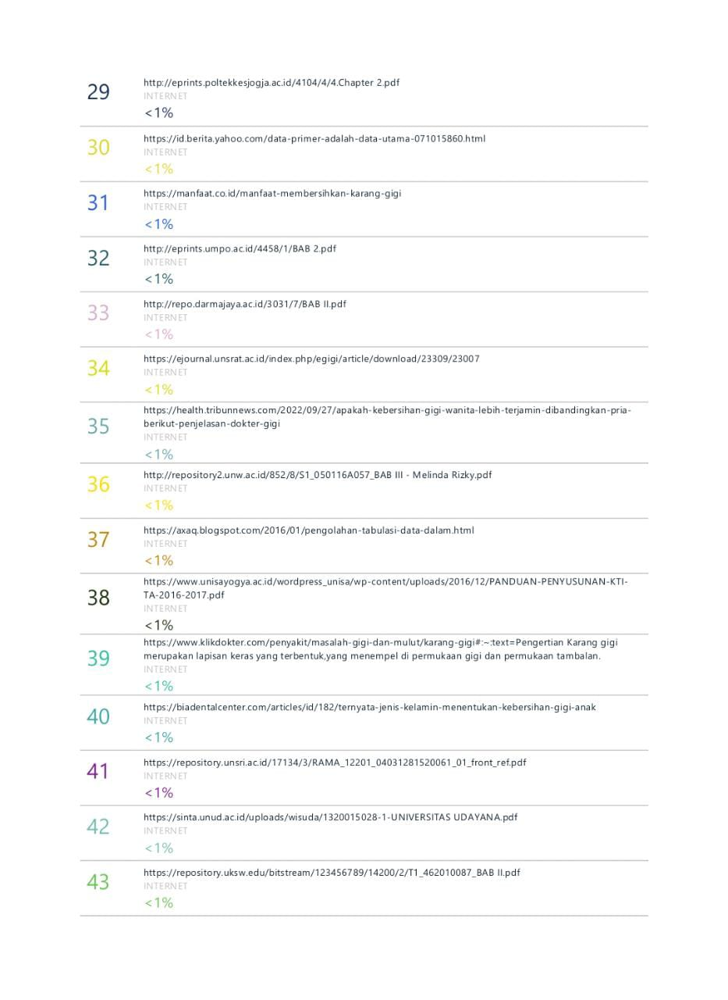 29
http://eprints.poltekkesjogja.ac.id/4104/4/4.Chapter 2.pdf
INTERNET
<1%
30
https://id.berita.yahoo.com/data-primer-adalah-data-utama-071015860.html
INTERNET
<1%
31
https://manfaat.co.id/manfaat-membersihkan-karang-gigi
INTERNET
<1%
32
http://eprints.umpo.ac.id/4458/1/BAB 2.pdf
INTERNET
<1%
33
http://repo.darmajaya.ac.id/3031/7/BAB II.pdf
INTERNET
<1%
34
https://ejournal.unsrat.ac.id/index.php/egigi/article/download/23309/23007
INTERNET
<1%
35
https://health.tribunnews.com/2022/09/27/apakah-kebersihan-gigi-wanita-lebih-terjamin-dibandingkan-pria-
berikut-penjelasan-dokter-gigi
INTERNET
<1%
36
http://repository2.unw.ac.id/852/8/S1_050116A057_BAB III - Melinda Rizky.pdf
INTERNET
<1%
37
https://axaq.blogspot.com/2016/01/pengolahan-tabulasi-data-dalam.html
INTERNET
<1%
38
https://www.unisayogya.ac.id/wordpress_unisa/wp-content/uploads/2016/12/PANDUAN-PENYUSUNAN-KTI-
TA-2016-2017.pdf
INTERNET
<1%
39
https://www.klikdokter.com/penyakit/masalah-gigi-dan-mulut/karang-gigi#:~:text=Pengertian Karang gigi
merupakan lapisan keras yang terbentuk,yang menempel di permukaan gigi dan permukaan tambalan.
INTERNET
<1%
40
https://biadentalcenter.com/articles/id/182/ternyata-jenis-kelamin-menentukan-kebersihan-gigi-anak
INTERNET
<1%
41
https://repository.unsri.ac.id/17134/3/RAMA_12201_04031281520061_01_front_ref.pdf
INTERNET
<1%
42
https://sinta.unud.ac.id/uploads/wisuda/1320015028-1-UNIVERSITAS UDAYANA.pdf
INTERNET
<1%
43
https://repository.uksw.edu/bitstream/123456789/14200/2/T1_462010087_BAB II.pdf
INTERNET
<1%